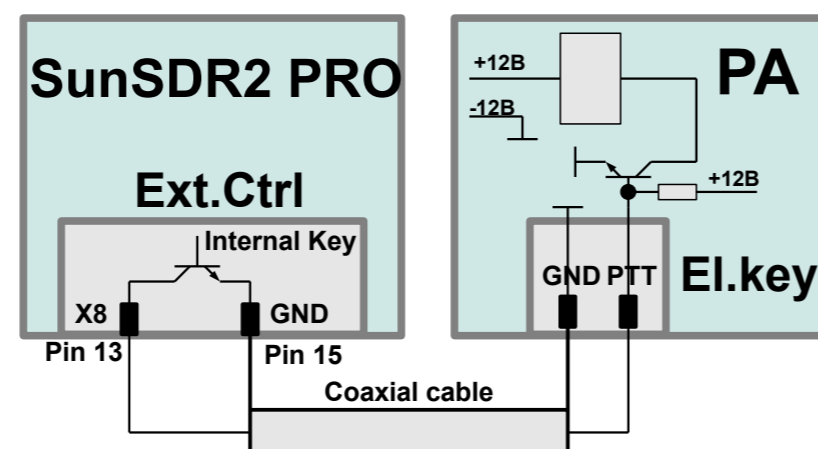 SunSDR2 PRO
Ext.Ctrl
Internal Key
X8
GND
Pin 13
Pin 15
PA
+12В
-12В
+12В
GND PTT
El.key
Coaxial cable